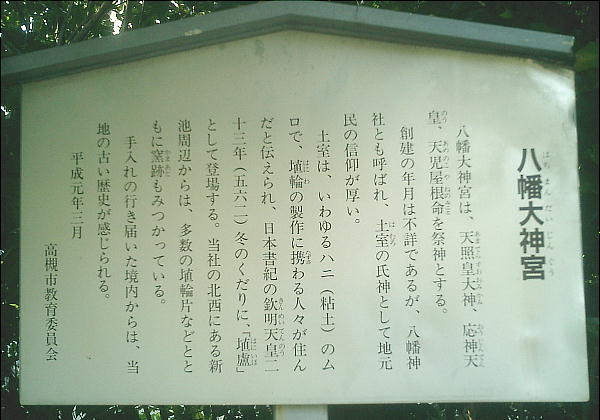 八幡大神宮
八幡大神宮は、天照皇大神、応神天
皇、天児屋根命を祭神とする。
創建の年月は不詳であるが、八幡神
社とも呼ばれ、土室の氏神として地元
民の信仰が厚い。
土室は、いわゆるハニ（粘土）のム
ロで、埴輪の製作に携わる人々が住ん
だと伝えられ、日本書紀の欽明天皇二
十三年（五六二）冬のくだりに、「埴廬」
として登場する。当社の北西にある新
池周辺からは、多数の埴輪片などとと
もに窯跡もみつかっている。
手入れの行き届いた境内からは、当
地の古い歴史が感じられる。
平成元年三月
高槻市教育委員会